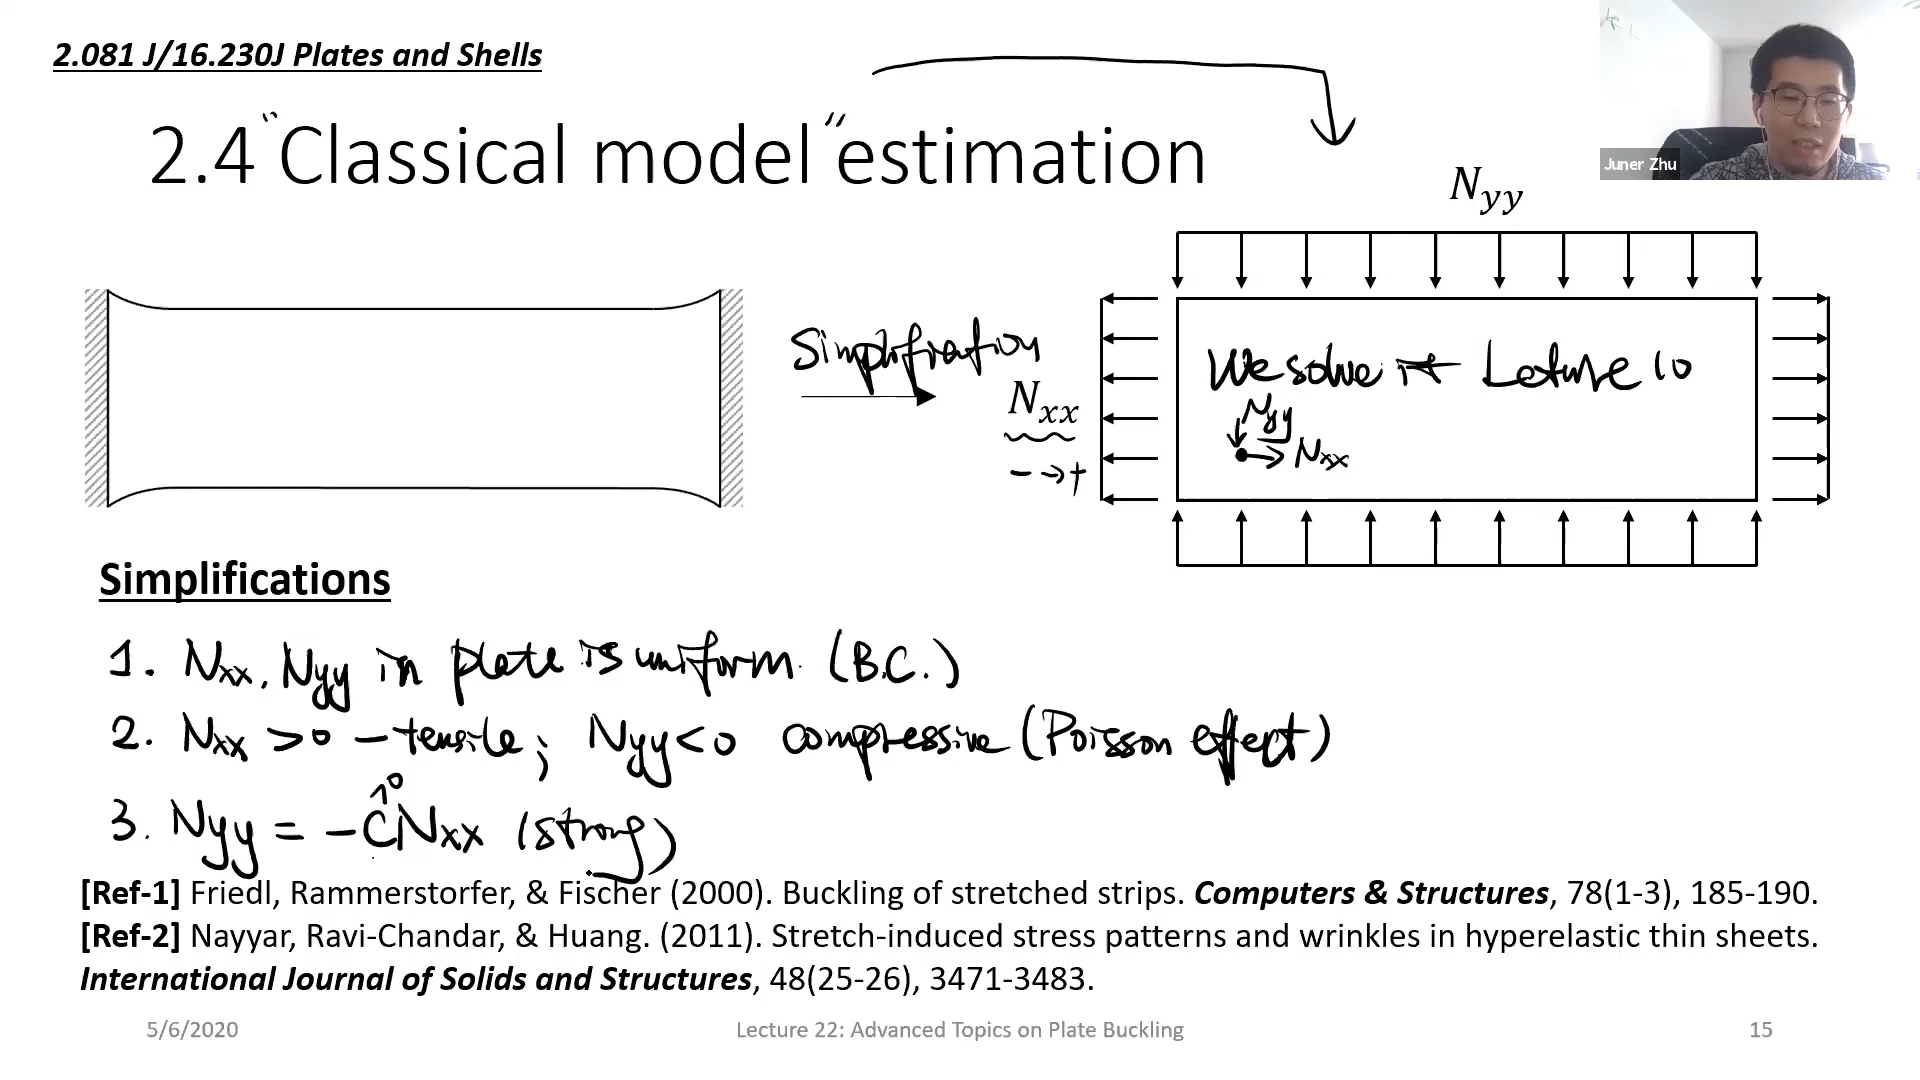 2.081 J/16.230J Plates and Shells
Juner Zhu
2.4 "Classical model" estimation
N_yy
Simplification
N_xx
- → +
We solve it Lecture 10
N_yy
N_xx
Simplifications
1. Nxx, Nyy in plate is uniform. (B.C.)
2. Nxx >0 – tensile; Nyy<0 compressive (Poisson effect)
3. Nyy = -CNxx (strong)
[Ref-1] Friedl, Rammerstorfer, & Fischer (2000). Buckling of stretched strips. Computers & Structures, 78(1-3), 185-190.
[Ref-2] Nayyar, Ravi-Chandar, & Huang. (2011). Stretch-induced stress patterns and wrinkles in hyperelastic thin sheets.
International Journal of Solids and Structures, 48(25-26), 3471-3483.
5/6/2020
Lecture 22: Advanced Topics on Plate Buckling
15